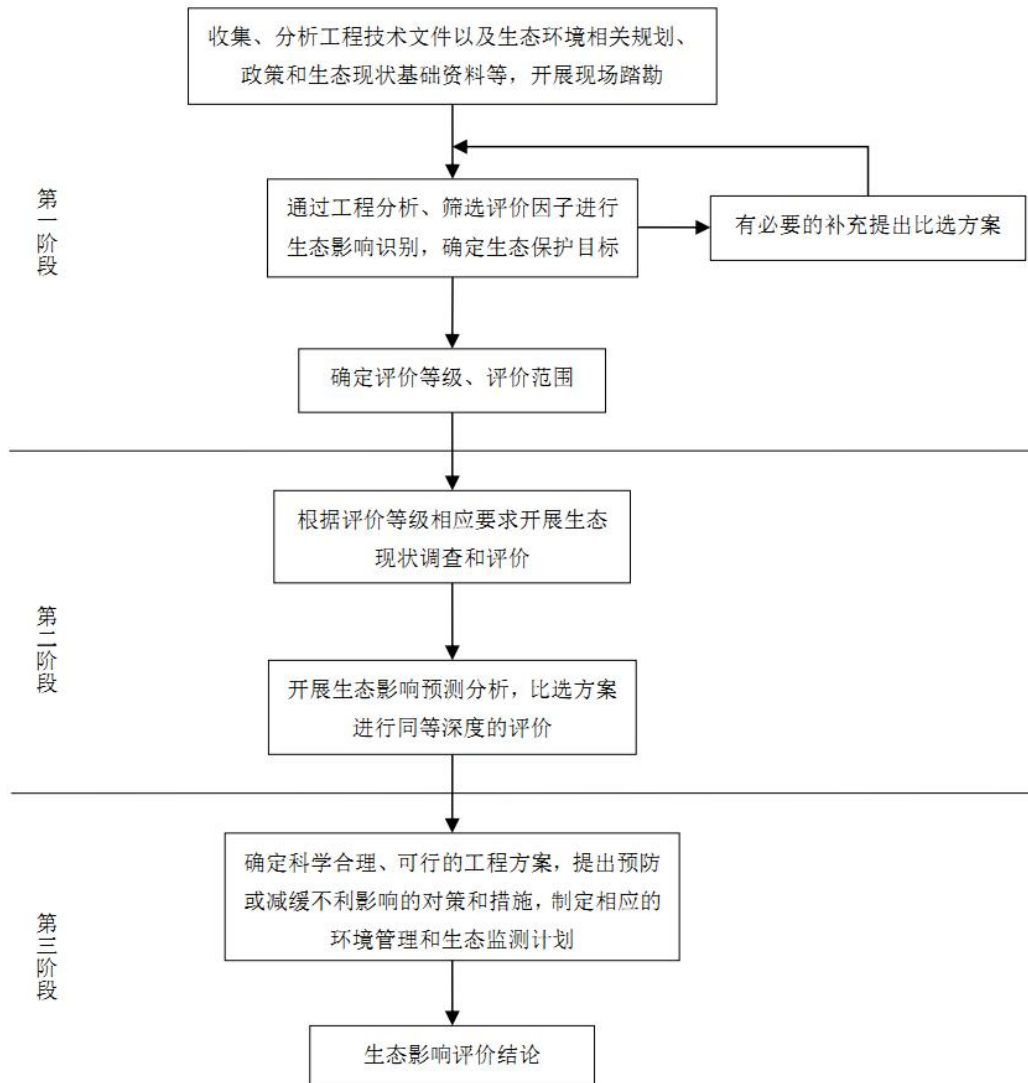 收集、分析工程技术文件以及生态环境相关规划、
政策和生态现状基础资料等，开展现场踏勘
第一阶段
通过工程分析、筛选评价因子进行
生态影响识别，确定生态保护目标
有必要的补充提出比选方案
确定评价等级、评价范围
第二阶段
根据评价等级相应要求开展生态
现状调查和评价
开展生态影响预测分析，比选方案
进行同等深度的评价
第三阶段
确定科学合理、可行的工程方案，提出预防
或减缓不利影响的对策和措施，制定相应的
环境管理和生态监测计划
生态影响评价结论